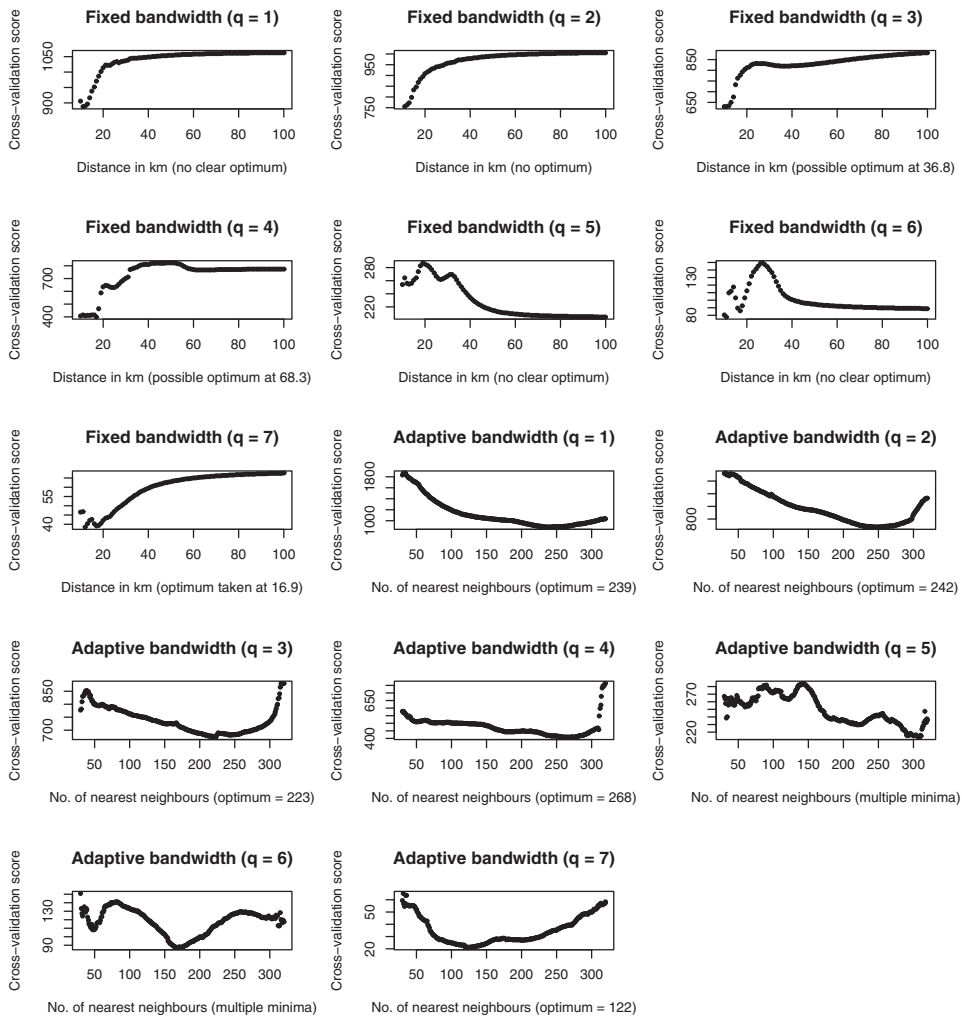 Fixed bandwidth (q = 1)
Cross−validation score
900
1050
20 40 60 80 100
Distance in km (no clear optimum)
Fixed bandwidth (q = 2)
Cross−validation score
750
950
20 40 60 80 100
Distance in km (no optimum)
Fixed bandwidth (q = 3)
Cross−validation score
650
850
20 40 60 80 100
Distance in km (possible optimum at 36.8)
Fixed bandwidth (q = 4)
Cross−validation score
400
700
20 40 60 80 100
Distance in km (possible optimum at 68.3)
Fixed bandwidth (q = 5)
Cross−validation score
220
280
20 40 60 80 100
Distance in km (no clear optimum)
Fixed bandwidth (q = 6)
Cross−validation score
80
130
20 40 60 80 100
Distance in km (no clear optimum)
Fixed bandwidth (q = 7)
Cross−validation score
40
55
20 40 60 80 100
Distance in km (optimum taken at 16.9)
Adaptive bandwidth (q = 1)
Cross−validation score
1000
1800
50 100 150 200 250 300
No. of nearest neighbours (optimum = 239)
Adaptive bandwidth (q = 2)
Cross−validation score
800
50 100 150 200 250 300
No. of nearest neighbours (optimum = 242)
Adaptive bandwidth (q = 3)
Cross−validation score
700
850
50 100 150 200 250 300
No. of nearest neighbours (optimum = 223)
Adaptive bandwidth (q = 4)
Cross−validation score
400
650
50 100 150 200 250 300
No. of nearest neighbours (optimum = 268)
Adaptive bandwidth (q = 5)
Cross−validation score
220
270
50 100 150 200 250 300
No. of nearest neighbours (multiple minima)
Adaptive bandwidth (q = 6)
Cross−validation score
90
130
50 100 150 200 250 300
No. of nearest neighbours (multiple minima)
Adaptive bandwidth (q = 7)
Cross−validation score
20
50
50 100 150 200 250 300
No. of nearest neighbours (optimum = 122)